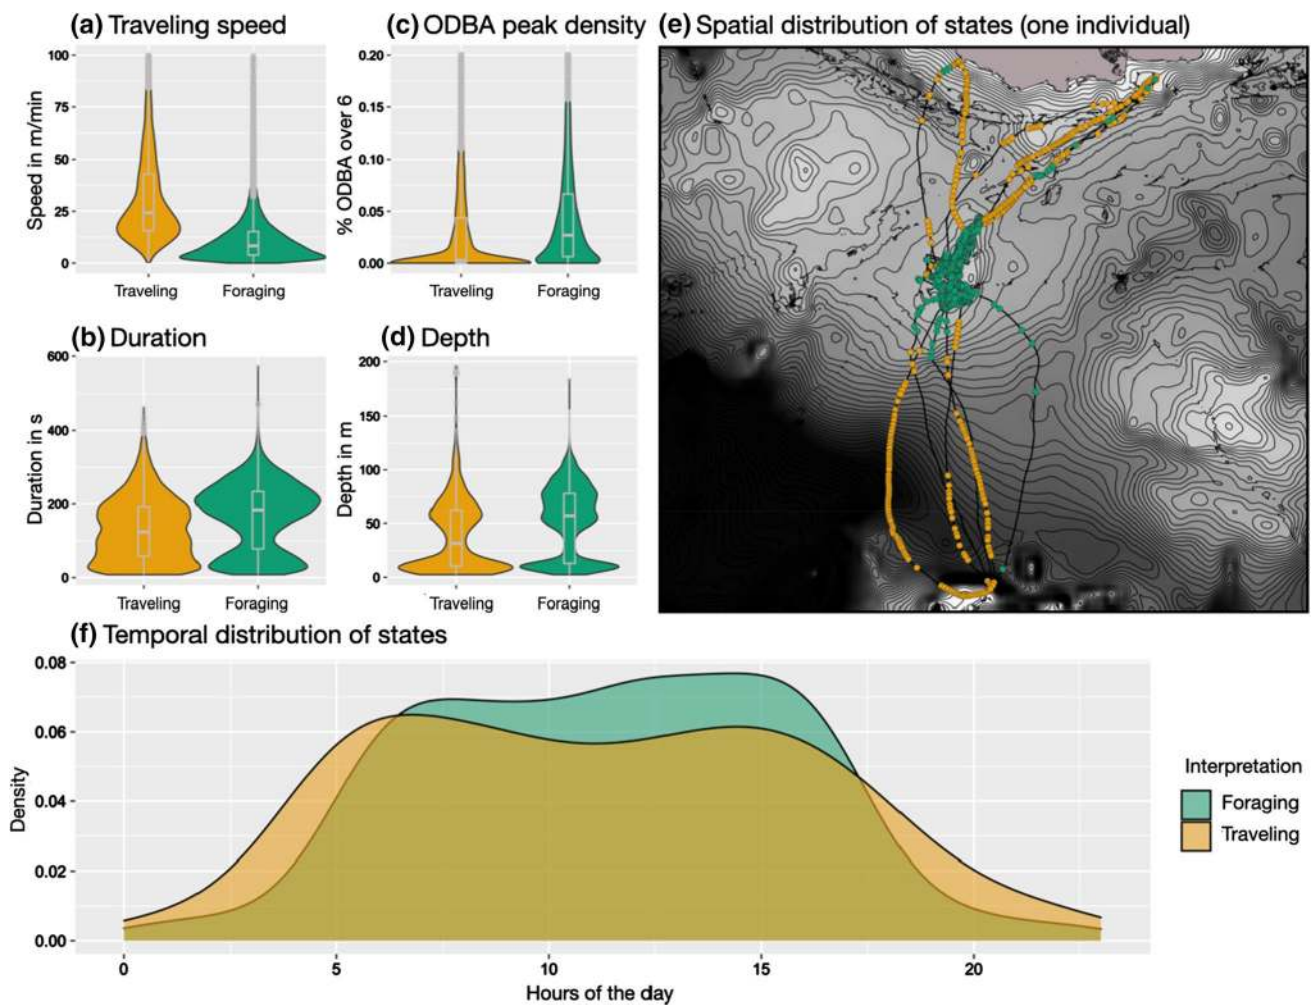 (a) Traveling speed
Speed in m/min
100
75
50
25
0
Traveling Foraging
(c) ODBA peak density
% ODBA over 6
0.20
0.15
0.10
0.05
0.00
Traveling Foraging
(e) Spatial distribution of states (one individual)
(b) Duration
Duration in s
600
400
200
0
Traveling Foraging
(d) Depth
Depth in m
200
150
100
50
0
Traveling Foraging
(f) Temporal distribution of states
Density
0.08
0.06
0.04
0.02
0.00
0 5 10 15 20
Hours of the day
Interpretation
Foraging
Traveling